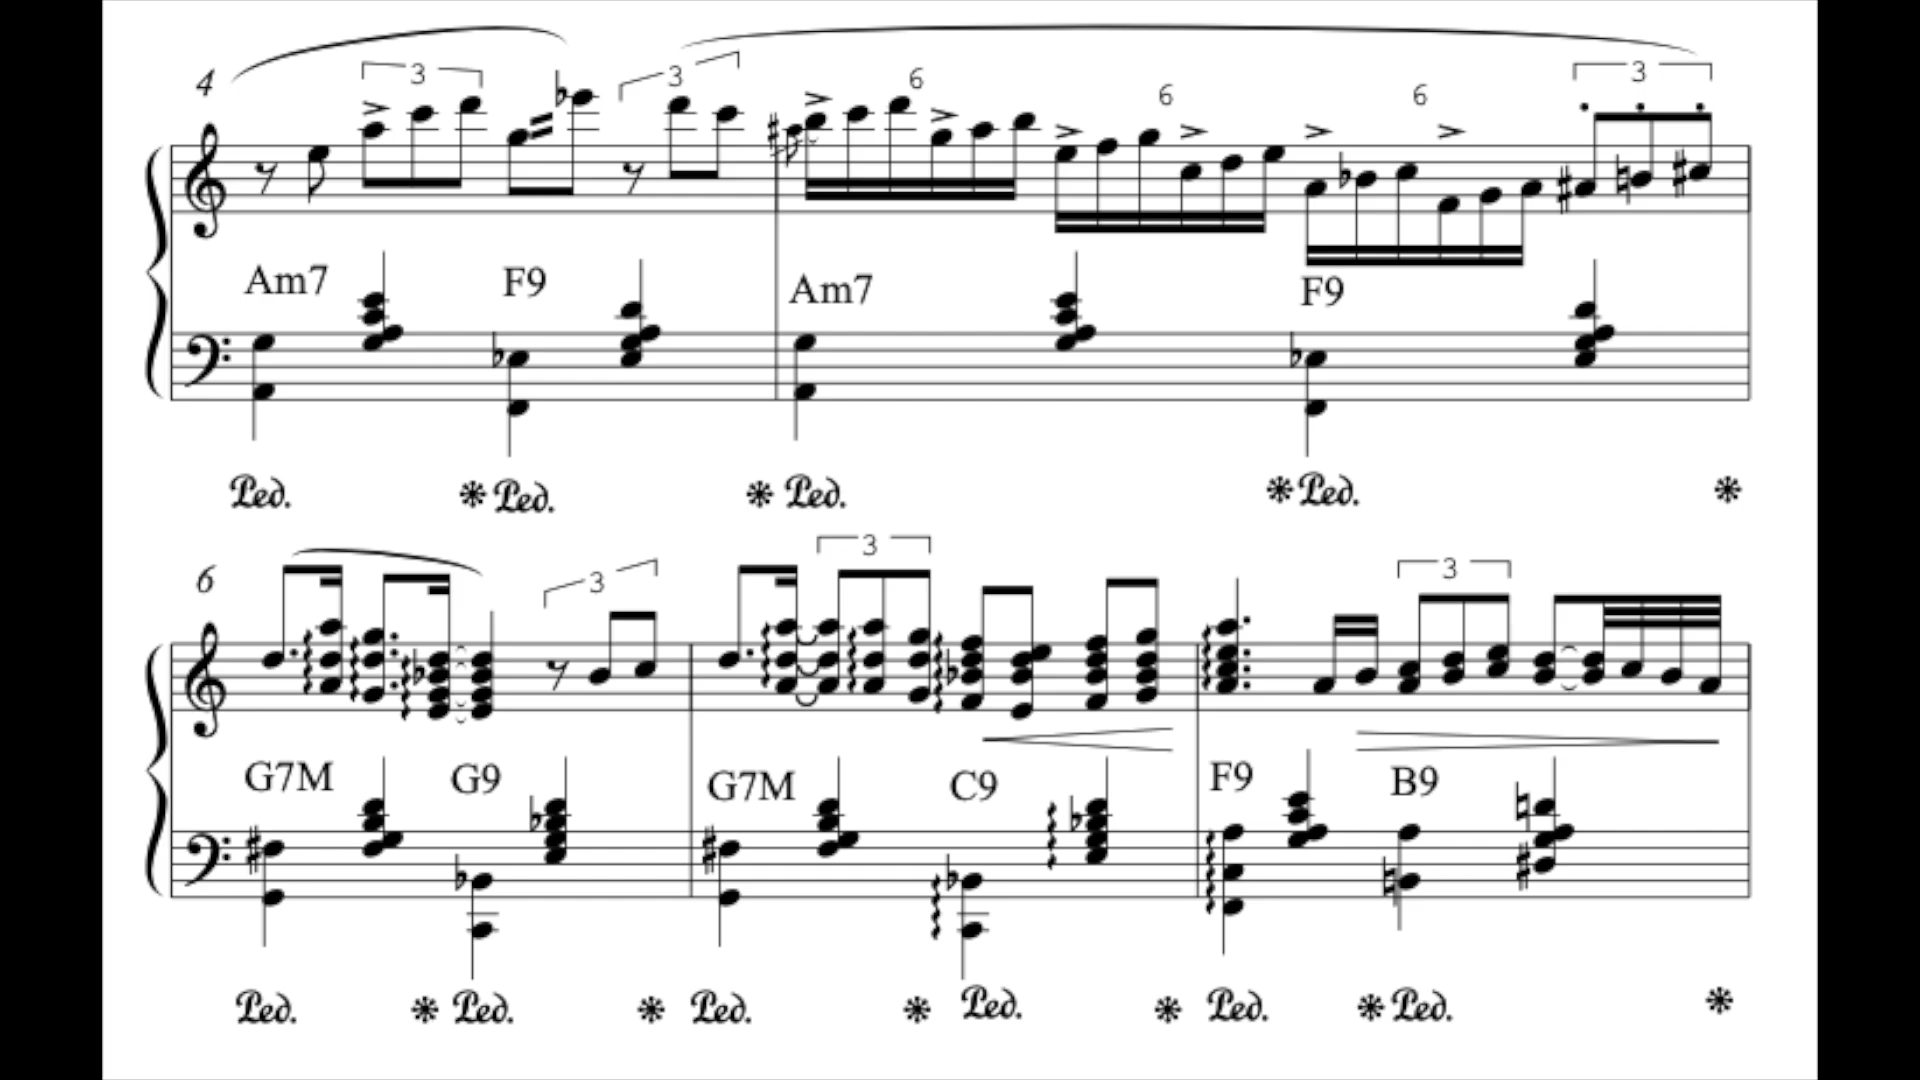 4 3 3 6 6 6 3
Am7 F9 Am7 F9
Ped. * Ped. * Ped. * Ped. *
6 3 3 3
G7M G9 G7M C9 F9 B9
Ped. * Ped. * Ped. * Ped. * Ped. * Ped. *